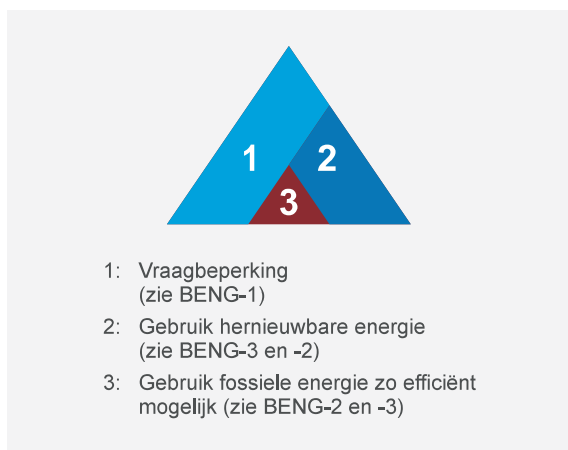 1
2
3
1: Vraagbeperking
(zie BENG-1)
2: Gebruik hernieuwbare energie
(zie BENG-3 en -2)
3: Gebruik fossiele energie zo efficiënt
mogelijk (zie BENG-2 en -3)